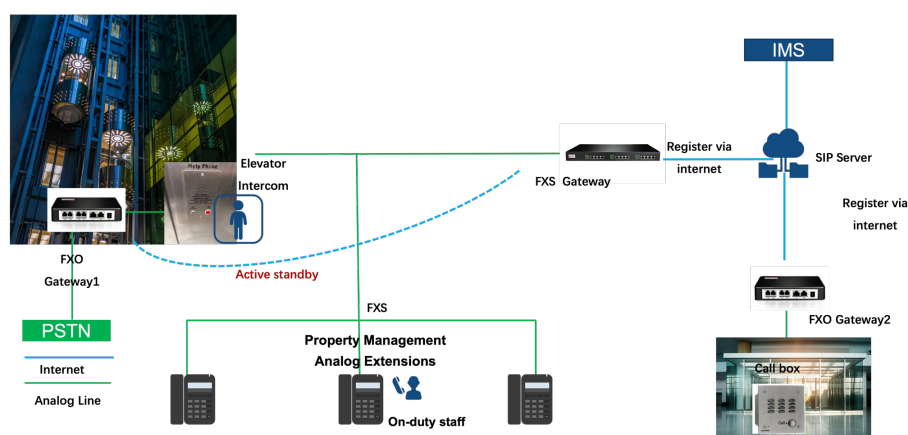 IMS
Help Phone
Elevator
Intercom
Register via
internet
SIP Server
FXS Gateway
Register via
internet
FXO
Gateway1
Active standby
FXS
FXO Gateway2
PSTN
Property Management
Analog Extensions
Internet
Call box
Analog Line
On-duty staff